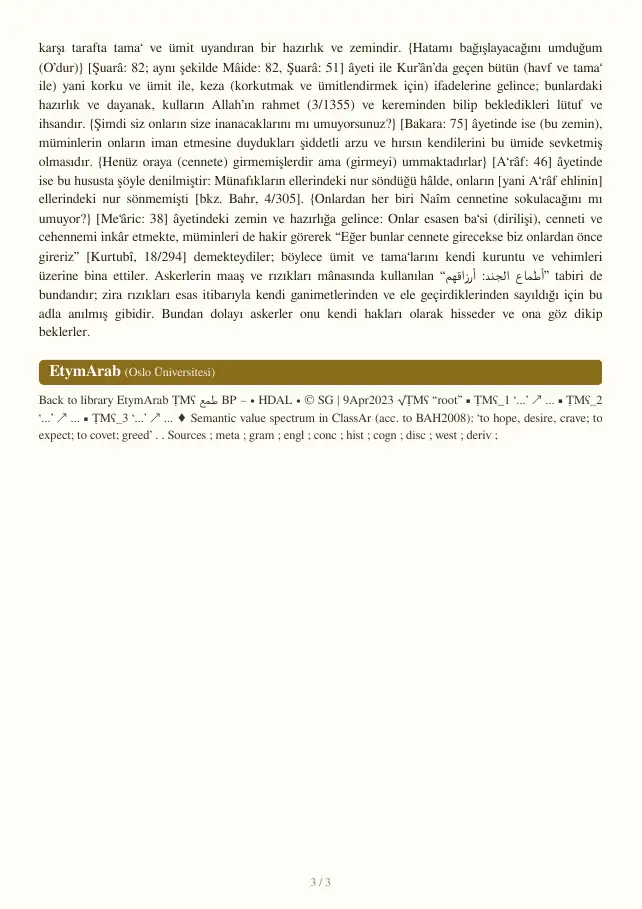 karşı tarafta tama‘ ve ümit uyandıran bir hazırlık ve zemindir. {Hatamı bağışlayacağını umduğum
(O’dur)} [Şuarâ: 82; aynı şekilde Mâide: 82, Şuarâ: 51] âyeti ile Kur’ân’da geçen bütün (havf ve tama‘
ile) yani korku ve ümit ile, keza (korkutmak ve ümitlendirmek için) ifadelerine gelince; bunlardaki
hazırlık ve dayanak, kulların Allah’ın rahmet (3/1355) ve kereminden bilip bekledikleri lütuf ve
ihsandır. {Şimdi siz onların size inanacaklarını mı umuyorsunuz?} [Bakara: 75] âyetinde ise (bu zemin),
müminlerin onların iman etmesine duydukları şiddetli arzu ve hırsın kendilerini bu ümide sevketmiş
olmasıdır. {Henüz oraya (cennete) girmemişlerdir ama (girmeyi) ummaktadırlar} [A‘râf: 46] âyetinde
ise bu hususta şöyle denilmiştir: Münafıkların ellerindeki nur söndüğü hâlde, onların [yani A‘râf ehlinin]
ellerindeki nur sönmemişti [bkz. Bahr, 4/305]. {Onlardan her biri Naîm cennetine sokulacağını mı
umuyor?} [Me‘âric: 38] âyetindeki zemin ve hazırlığa gelince: Onlar esasen ba‘si (dirilişi), cenneti ve
cehennemi inkâr etmekte, müminleri de hakir görerek “Eğer bunlar cennete girecekse biz onlardan önce
gireriz” [Kurtubî, 18/294] demekteydiler; böylece ümit ve tama‘larını kendi kuruntu ve vehimleri
üzerine bina ettiler. Askerlerin maaş ve rızıkları mânasında kullanılan “أطماع الجند: أرزاقهم” tabiri de
bundandır; zira rızıkları esas itibarıyla kendi ganimetlerinden ve ele geçirdiklerinden sayıldığı için bu
adla anılmış gibidir. Bundan dolayı askerler onu kendi hakları olarak hisseder ve ona göz dikip
beklerler.
EtymArab (Oslo Üniversitesi)
Back to library EtymArab ṬMʕ طمع BP – • HDAL • © SG | 9Apr2023 √ṬMʕ “root” ▪ ṬMʕ_1 ‘...’ ↗ ... ▪ ṬMʕ_2
‘...’ ↗ ... ▪ ṬMʕ_3 ‘...’ ↗ ... ♦ Semantic value spectrum in ClassAr (acc. to BAH2008): ‘to hope, desire, crave; to
expect; to covet; greed’ . . Sources ; meta ; gram ; engl ; conc ; hist ; cogn ; disc ; west ; deriv ;
3 / 3